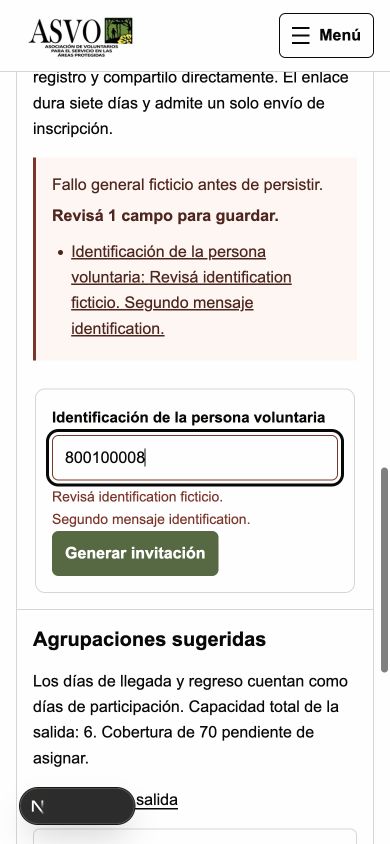 ASVO
ASOCIACIÓN DE VOLUNTARIOS
PARA EL SERVICIO EN LAS
ÁREAS PROTEGIDAS
Menú
registro y compartilo directamente. El enlace
dura siete días y admite un solo envío de
inscripción.
Fallo general ficticio antes de persistir.
Revisá 1 campo para guardar.
• Identificación de la persona
voluntaria: Revisá identification
ficticio. Segundo mensaje
identification.
Identificación de la persona voluntaria
800100008
Revisá identification ficticio.
Segundo mensaje identification.
Generar invitación
Agrupaciones sugeridas
Los días de llegada y regreso cuentan como
días de participación. Capacidad total de la
salida: 6. Cobertura de 70 pendiente de
asignar.
N
salida